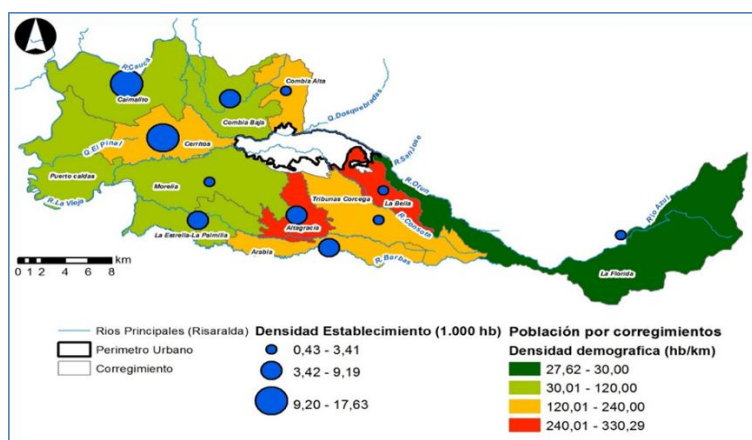 R.Cauca
Caimalito
Combia Alta
Combia Baja
Q. Dosquebradas
Q. El Pinal
Cerritos
R.San Jose
Puerto caldas
Morelia
R.Otun
R.La Vieja
Tribunas Corcega
La Bella
La Estrella-La Palmilla
Altagracia
R.Consota
Rio Azul
Arabia
R.Barbas
La Florida
0 1 2 4 6 8
km
Rios Principales (Risaralda)
Perimetro Urbano
Corregimiento
Densidad Establecimiento (1.000 hb)
0,43 - 3,41
3,42 - 9,19
9,20 - 17,63
Población por corregimientos
Densidad demografica (hb/km)
27,62 - 30,00
30,01 - 120,00
120,01 - 240,00
240,01 - 330,29